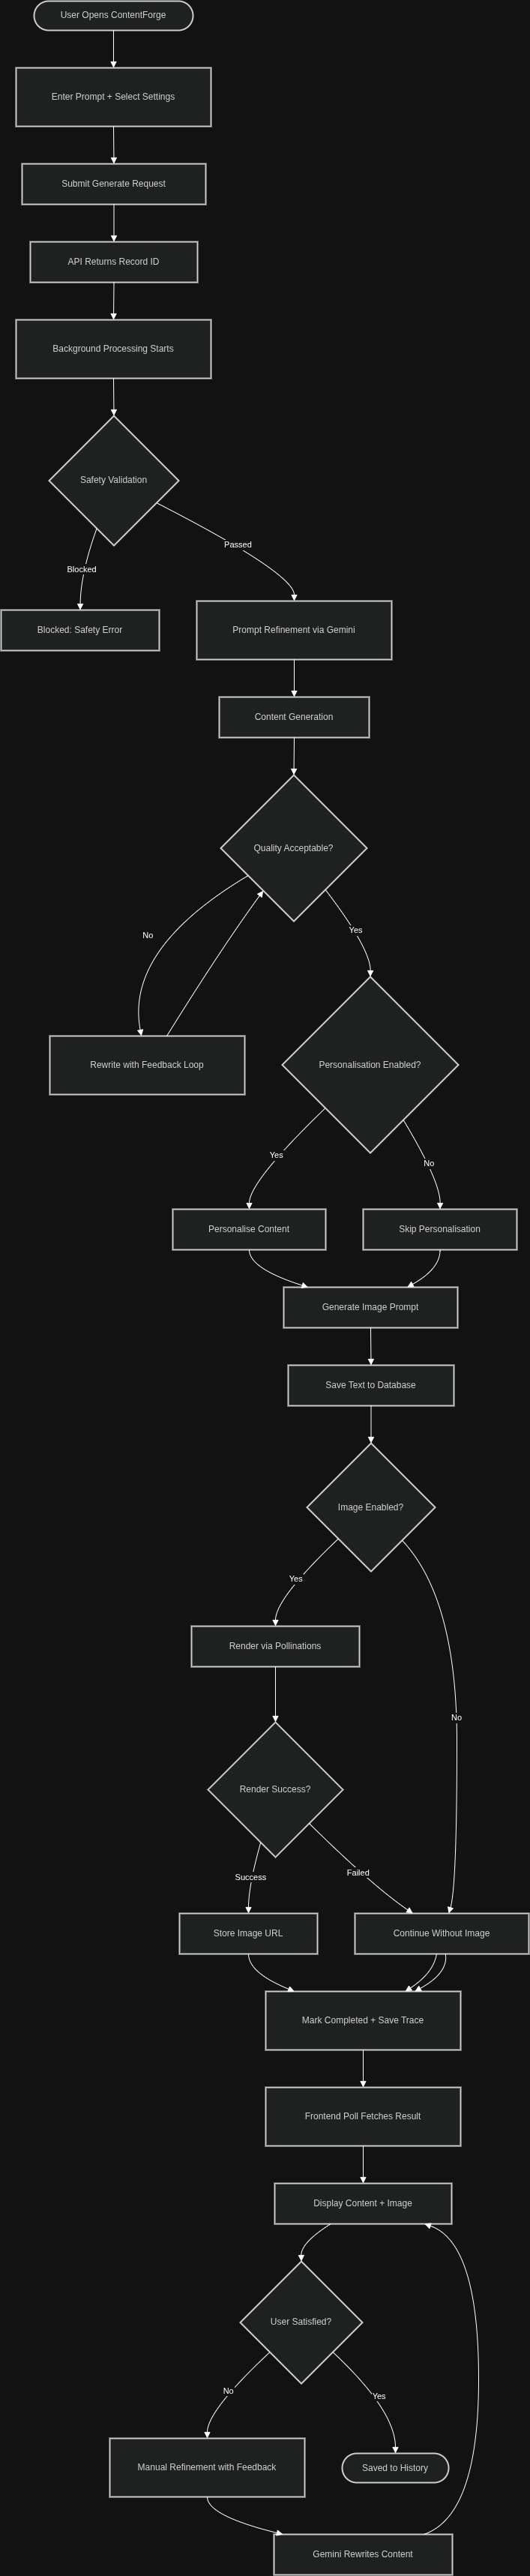 User Opens ContentForge
Enter Prompt + Select Settings
Submit Generate Request
API Returns Record ID
Background Processing Starts
Safety Validation
Passed
Blocked
Blocked: Safety Error
Prompt Refinement via Gemini
Content Generation
Quality Acceptable?
Yes
No
Rewrite with Feedback Loop
Personalisation Enabled?
Yes
No
Personalise Content
Skip Personalisation
Generate Image Prompt
Save Text to Database
Image Enabled?
Yes
Render via Pollinations
No
Render Success?
Failed
Success
Store Image URL
Continue Without Image
Mark Completed + Save Trace
Frontend Poll Fetches Result
Display Content + Image
User Satisfied?
No
Yes
Manual Refinement with Feedback
Saved to History
Gemini Rewrites Content